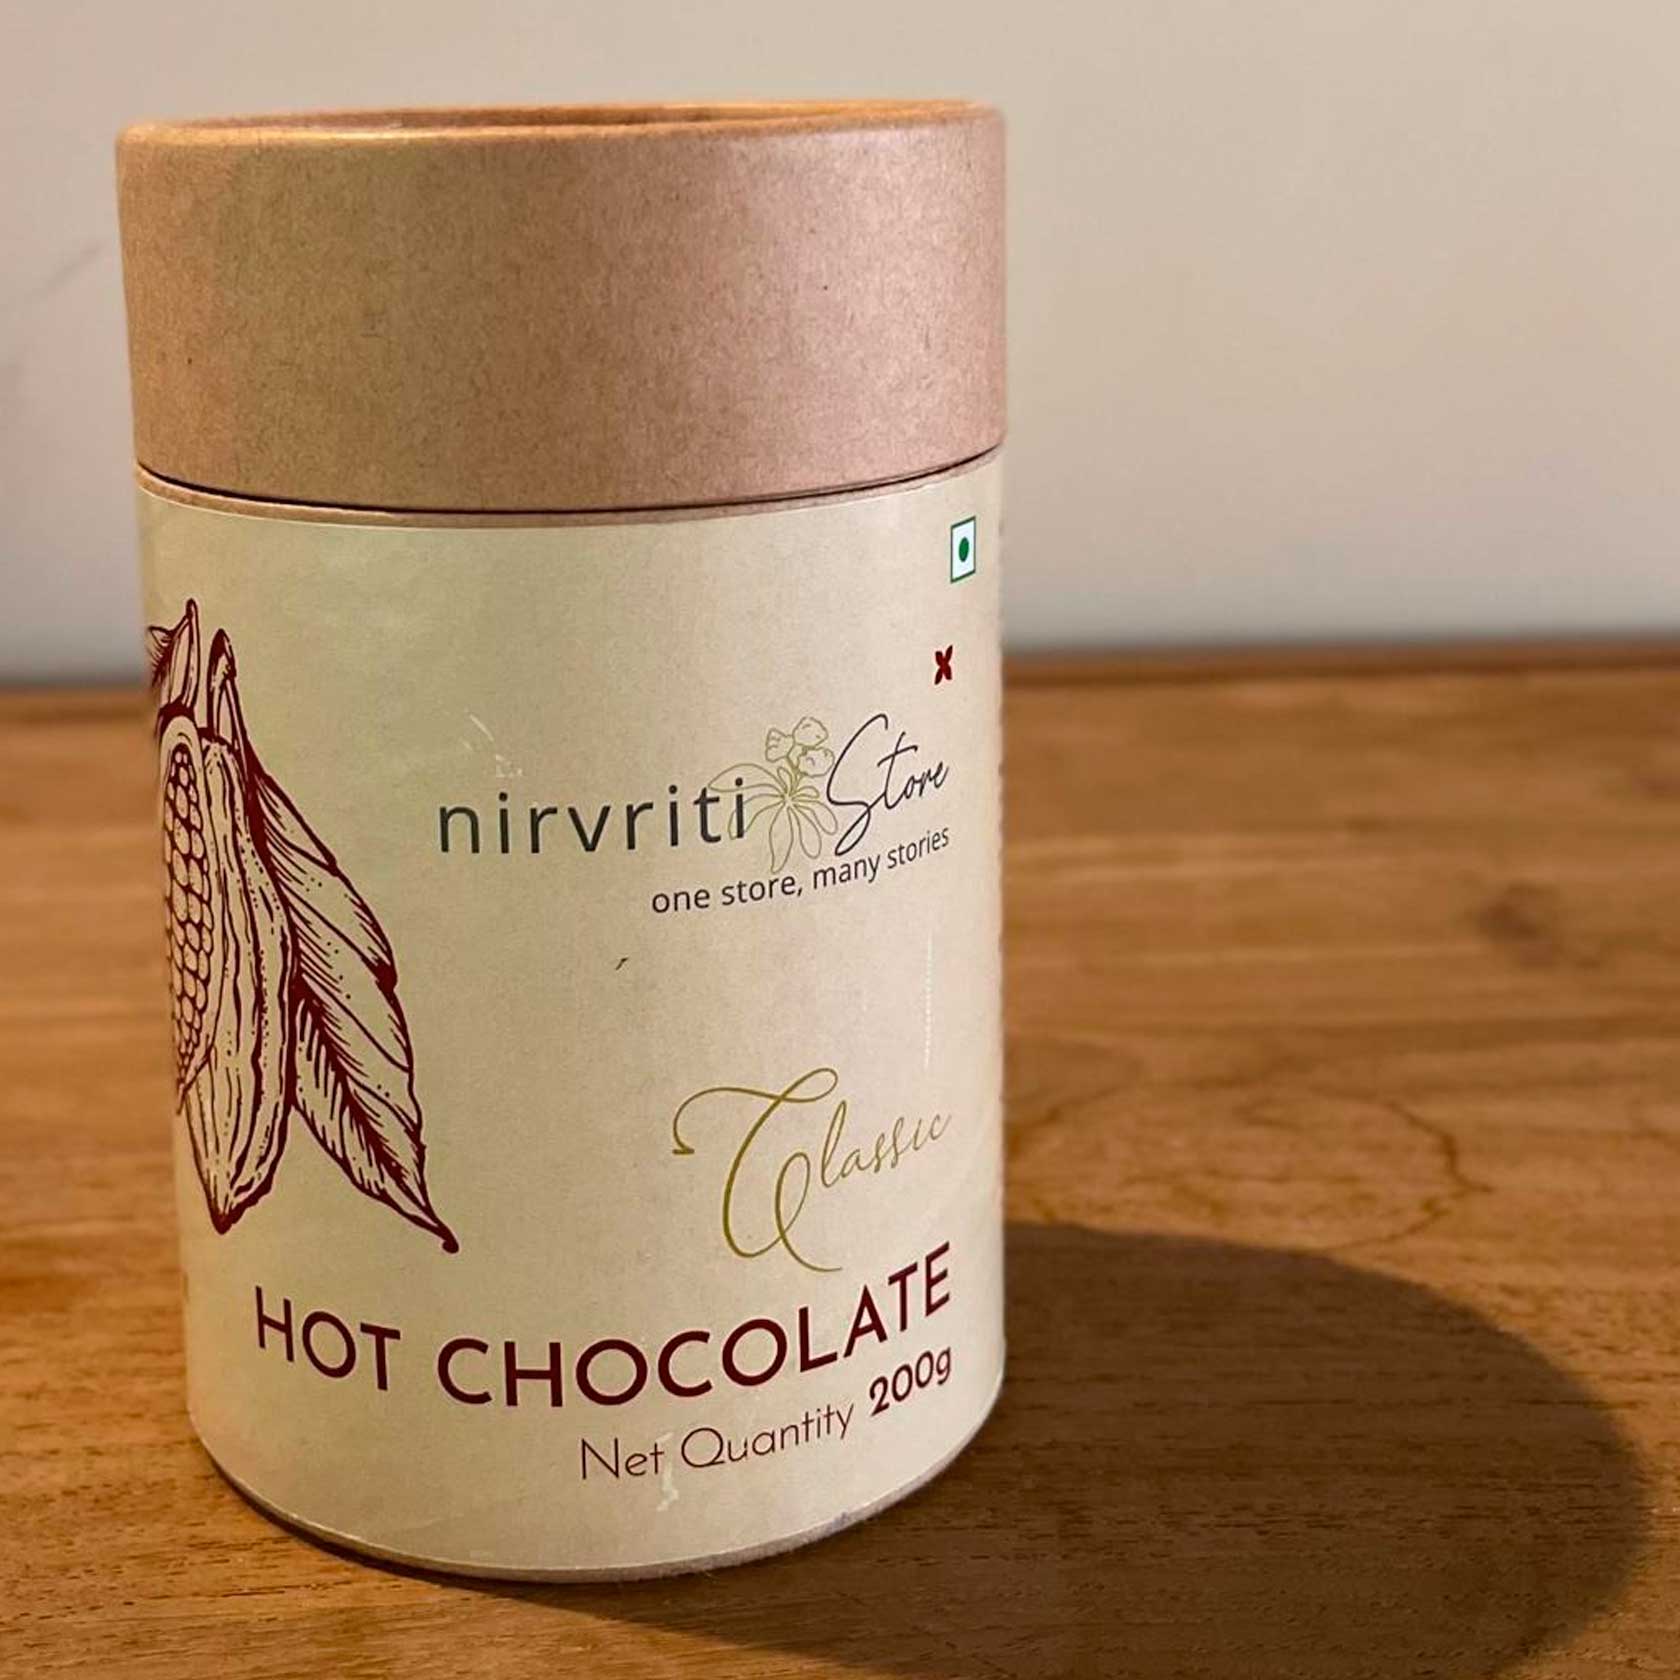 nirvriti Store
one store, many stories
Classic
HOT CHOCOLATE
Net Quantity 200g